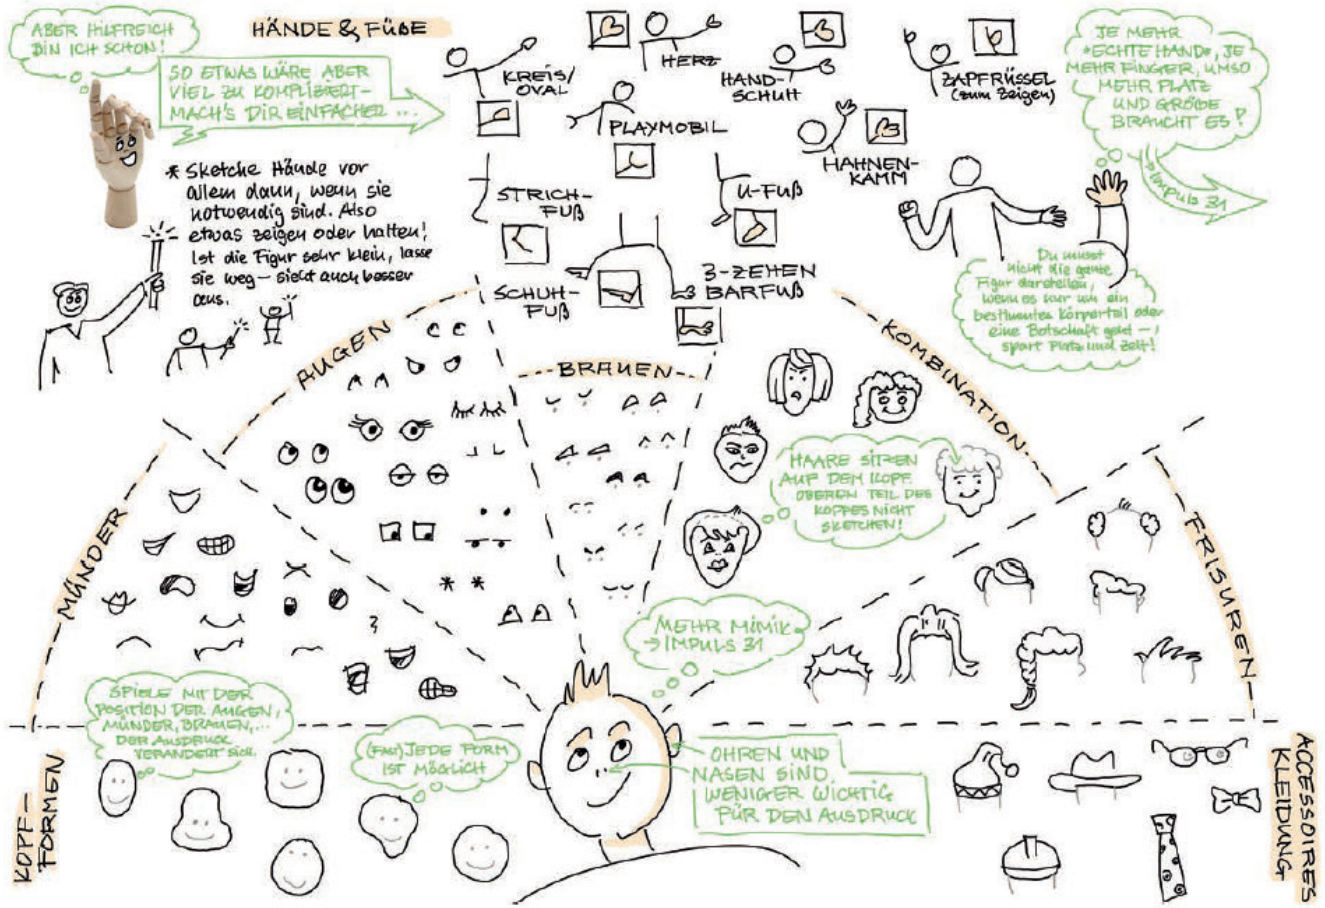 ABER HILFREICH
BIN ICH SCHON!
HÄNDE & FÜßE
SO ETWAS WÄRE ABER
VIEL ZU KOMPLIZIERT-
MACH'S DIR EINFACHER ...
* Sketche Hände vor
allem dann, wenn sie
notwendig sind. Also
etwas zeigen oder halten!
Ist die Figur sehr klein, lasse
sie weg – sieht auch besser
aus.
KREIS/
OVAL
HERZ
HAND-
SCHUH
ZAPFRÜSSEL
(zum Zeigen)
PLAYMOBIL
HAHNEN-
KAMM
STRICH-
FUß
U-FUß
SCHUH-
FUß
3-ZEHEN
BARFUß
JE MEHR
"ECHTE HAND", JE
MEHR FINGER, UMSO
MEHR PLATZ
UND GRÖßE
BRAUCHT ES!
→ Impuls 31
Du musst
nicht die ganze
Figur darstellen,
wenn es nur um ein
bestimmtes Körperteil oder
eine Botschaft geht –
spart Platz und Zeit!
AUGEN
BRAUEN
KOMBINATION
HAARE SITZEN
AUF DEM KOPF.
OBEREN TEIL DES
KOPFES NICHT
SKETCHEN!
MÜNDER
FRISUREN
MEHR MIMIK
→ IMPULS 31
SPIELE MIT DER
POSITION DER AUGEN,
MÜNDER, BRAUEN,...
DER AUSDRUCK
VERÄNDERT SICH.
(FAST) JEDE FORM
IST MÖGLICH
OHREN UND
NASEN SIND
WENIGER WICHTIG
FÜR DEN AUSDRUCK
KOPF-
FORMEN
ACCESSOIRES
KLEIDUNG